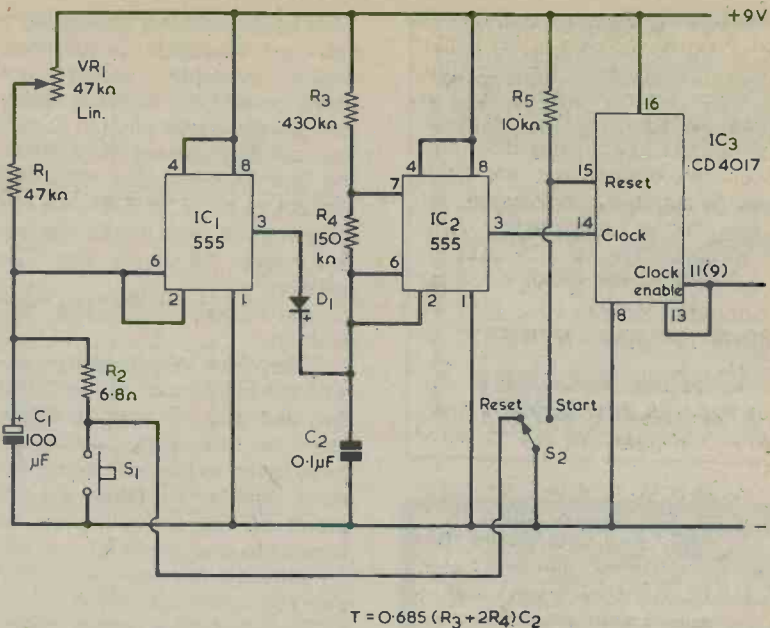 +9V
VR1
47kΩ
Lin.
R1
47kΩ
4
8
IC1
555
3
6
2
1
R2
6·8Ω
C1
+
100
μF
S1
D1
R3
430kΩ
7
R4
150
kΩ
6
2
4
8
IC2
555
3
1
C2
0·1μF
R5
10kΩ
16
IC3
CD4017
15
Reset
14
Clock
Clock
enable
11(9)
8
13
Reset
Start
S2
−
T = 0·685 (R3 + 2R4) C2